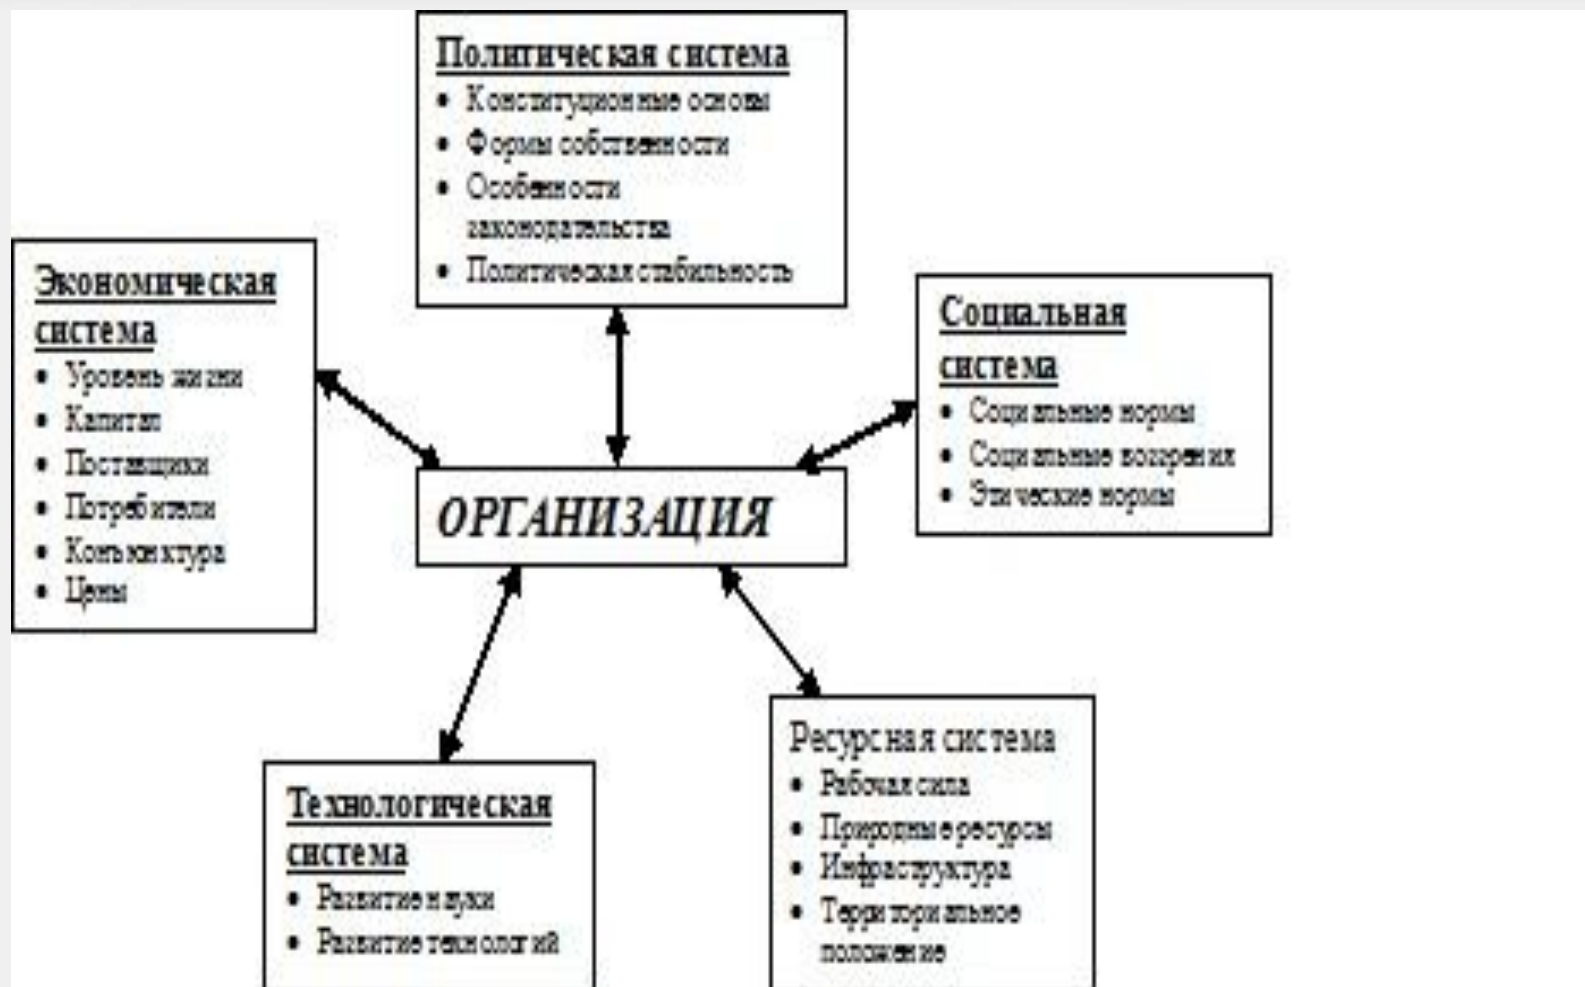 Политическая система
• Конституционные основы
• Формы собственности
• Особенности
законодательства
• Политическая стабильность
Экономическая
система
• Уровень жизни
• Капитал
• Поставщики
• Потребители
• Конъюнктура
• Цены
Социальная
система
• Социальные нормы
• Социальные воззрения
• Этические нормы
ОРГАНИЗАЦИЯ
Технологическая
система
• Развитие науки
• Развитие технологий
Ресурсная система
• Рабочая сила
• Природные ресурсы
• Инфраструктура
• Территориальное
положение